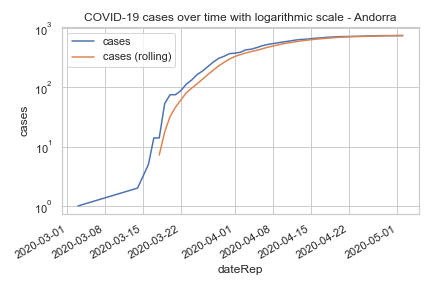 COVID-19 cases over time with logarithmic scale - Andorra
cases
cases (rolling)
10³
10²
10¹
10⁰
cases
2020-03-01
2020-03-08
2020-03-15
2020-03-22
2020-04-01
2020-04-08
2020-04-15
2020-04-22
2020-05-01
dateRep